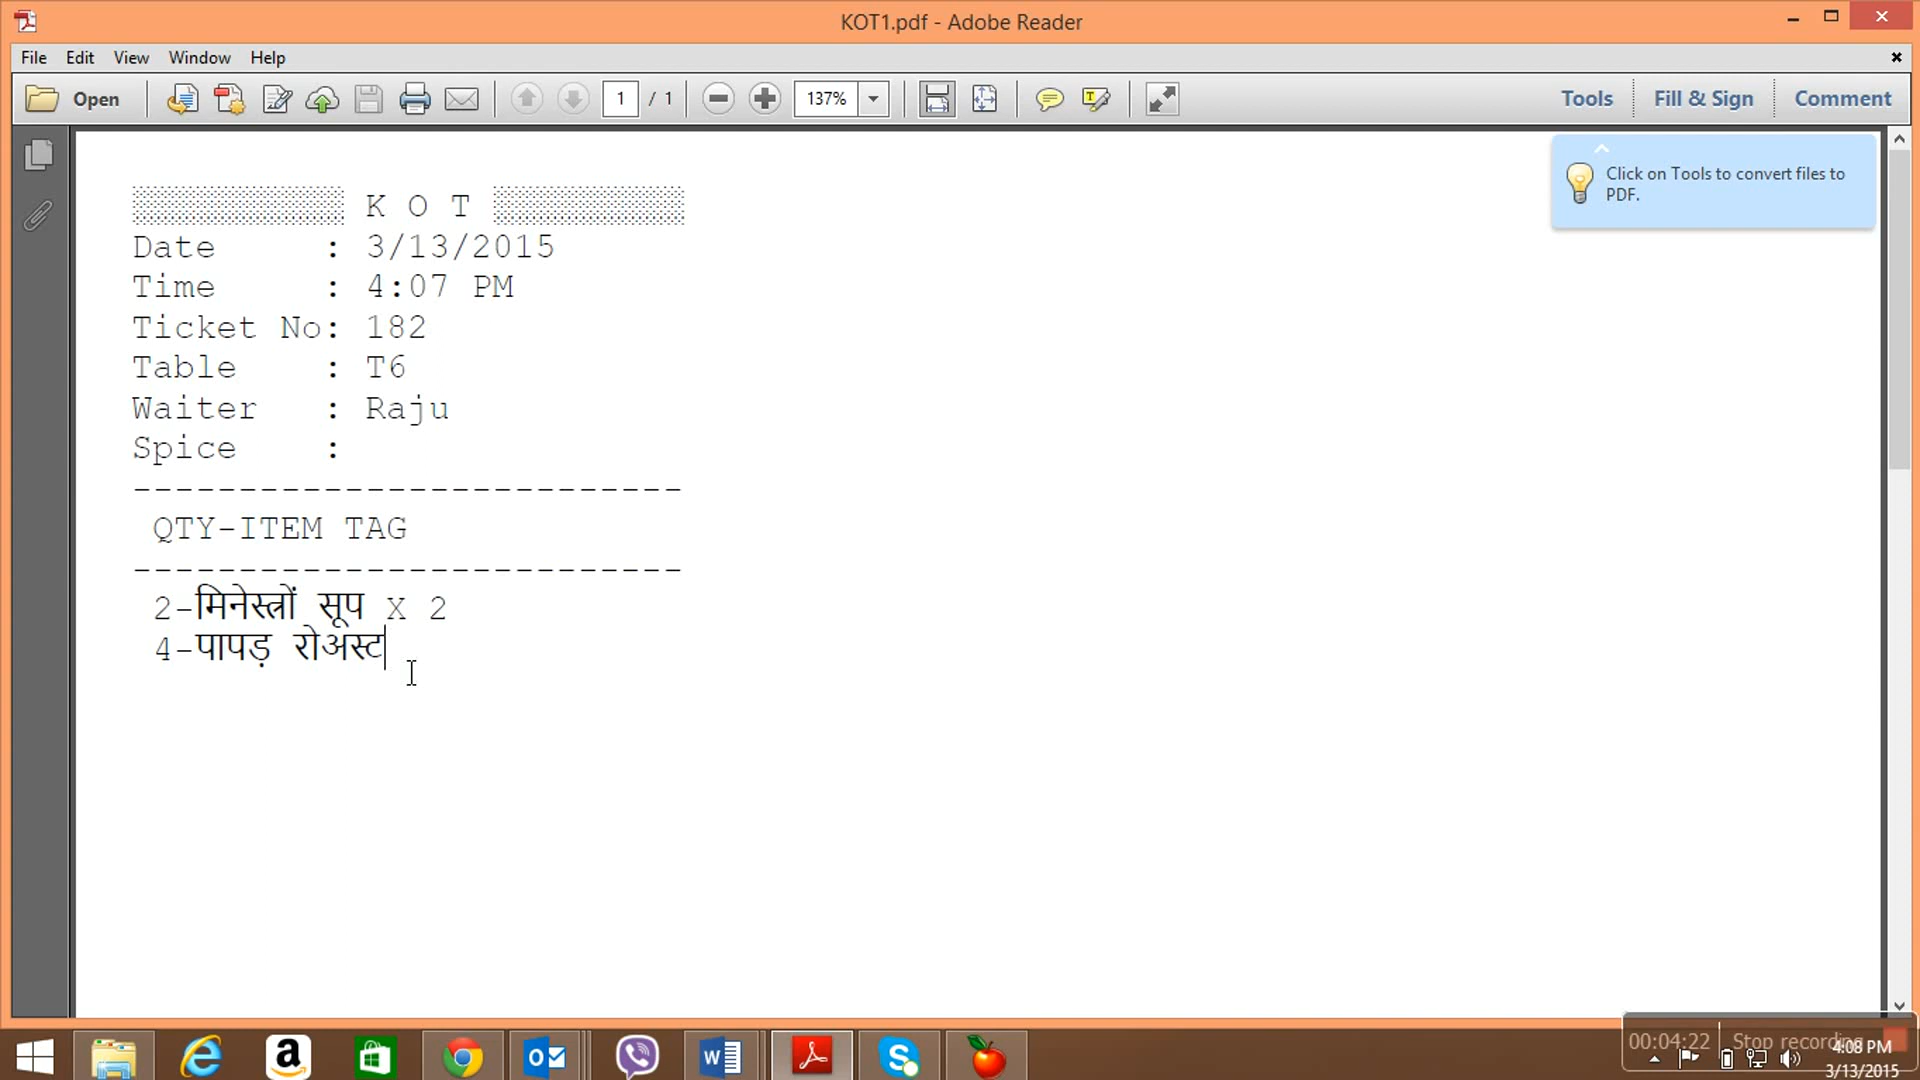 KOT1.pdf - Adobe Reader
File Edit View Window Help
Open 1 / 1 137% Tools Fill & Sign Comment
Click on Tools to convert files to
PDF.
K O T
Date : 3/13/2015
Time : 4:07 PM
Ticket No: 182
Table : T6
Waiter : Raju
Spice :
--------------------------
QTY-ITEM TAG
--------------------------
2-मिनेस्त्रों सूप X 2
4-पापड़ रोअस्ट
00:04:22 Stop recording
4:08 PM
3/13/2015